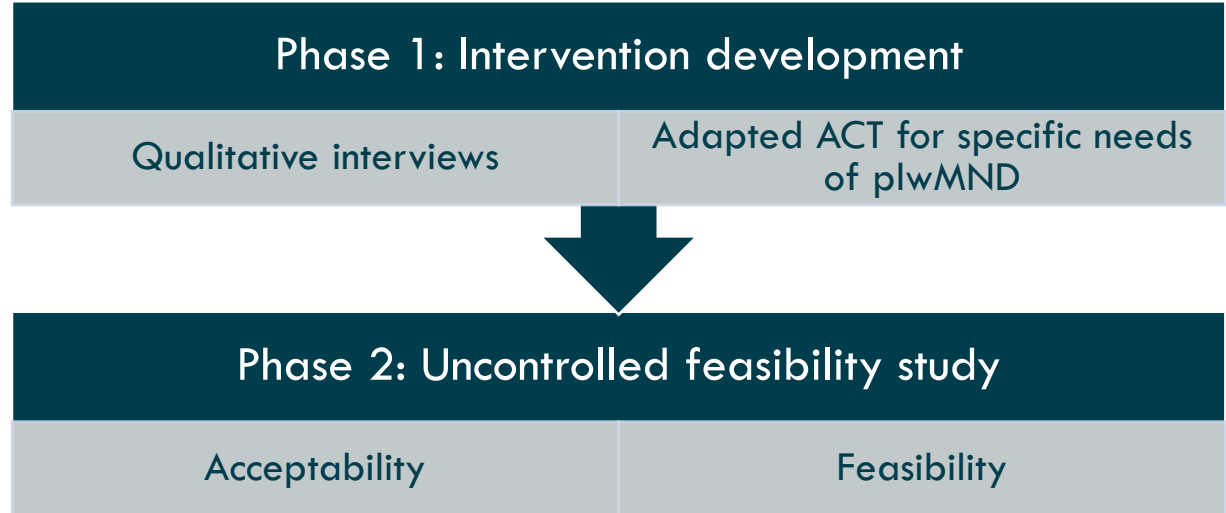 Phase 1: Intervention development
Qualitative interviews
Adapted ACT for specific needs
of plwMND
Phase 2: Uncontrolled feasibility study
Acceptability
Feasibility